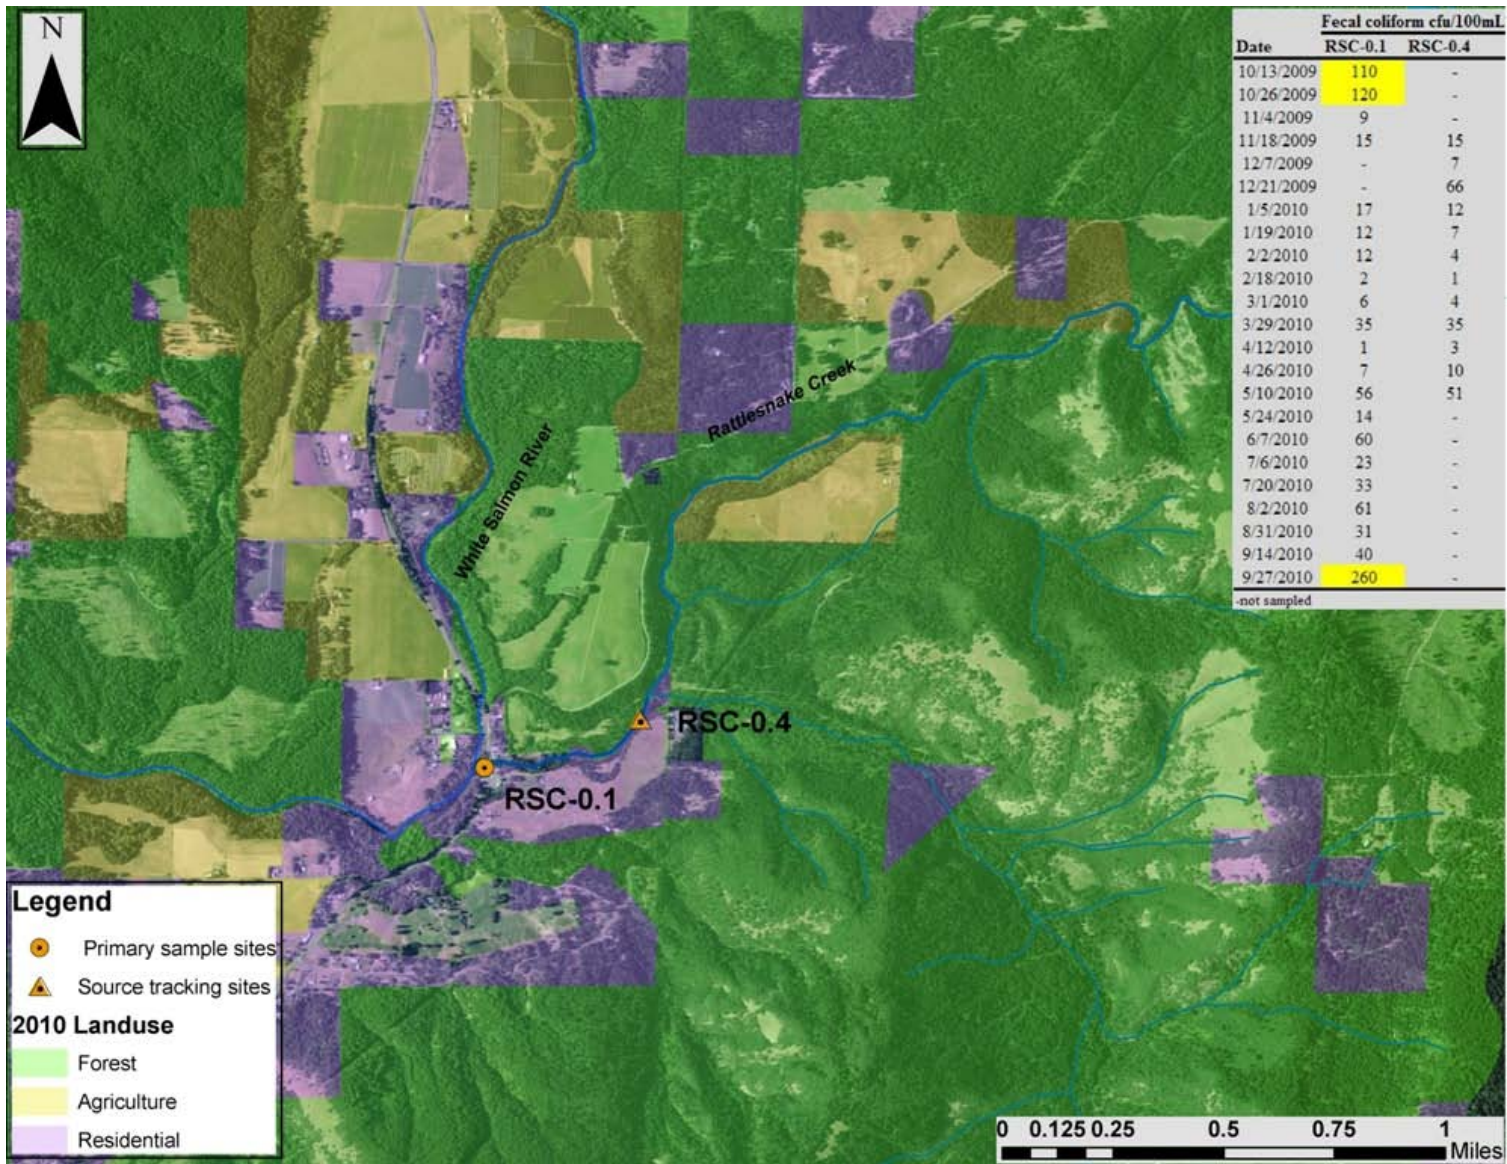 N
Fecal coliform cfu/100mL
Date RSC-0.1 RSC-0.4
10/13/2009 110 -
10/26/2009 120 -
11/4/2009 9 -
11/18/2009 15 15
12/7/2009 - 7
12/21/2009 - 66
1/5/2010 17 12
1/19/2010 12 7
2/2/2010 12 4
2/18/2010 2 1
3/1/2010 6 4
3/29/2010 35 35
4/12/2010 1 3
4/26/2010 7 10
5/10/2010 56 51
5/24/2010 14 -
6/7/2010 60 -
7/6/2010 23 -
7/20/2010 33 -
8/2/2010 61 -
8/31/2010 31 -
9/14/2010 40 -
9/27/2010 260 -
-not sampled
Rattlesnake Creek
White Salmon River
RSC-0.4
RSC-0.1
Legend
Primary sample sites
Source tracking sites
2010 Landuse
Forest
Agriculture
Residential
0 0.125 0.25 0.5 0.75 1
Miles